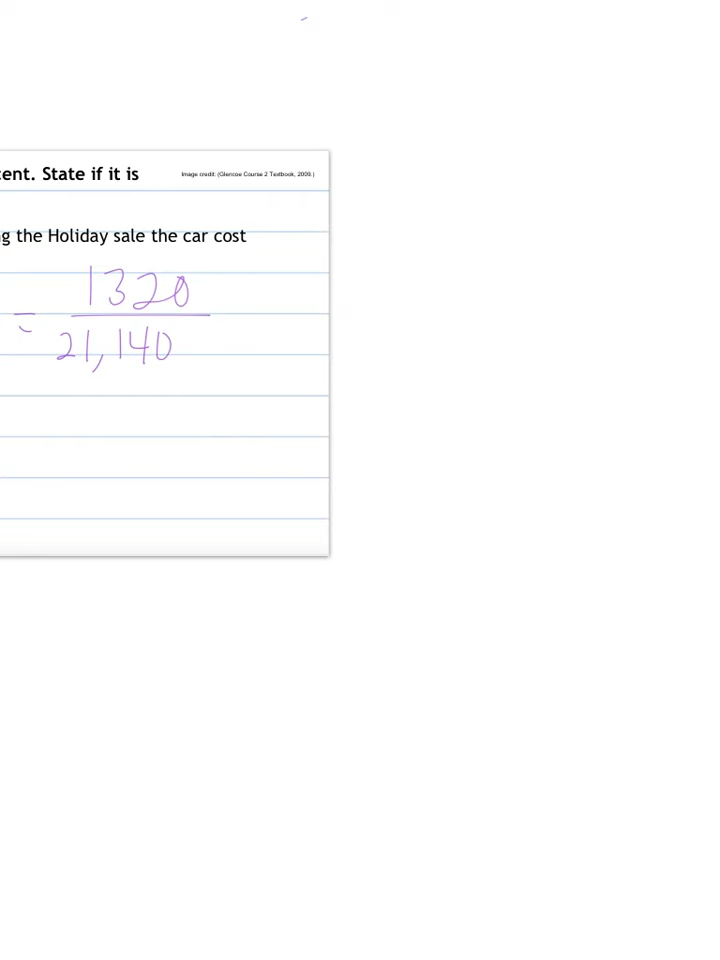 cent. State if it is
Image credit: (Glencoe Course 2 Textbook, 2009.)
g the Holiday sale the car cost
= 1320
21,140